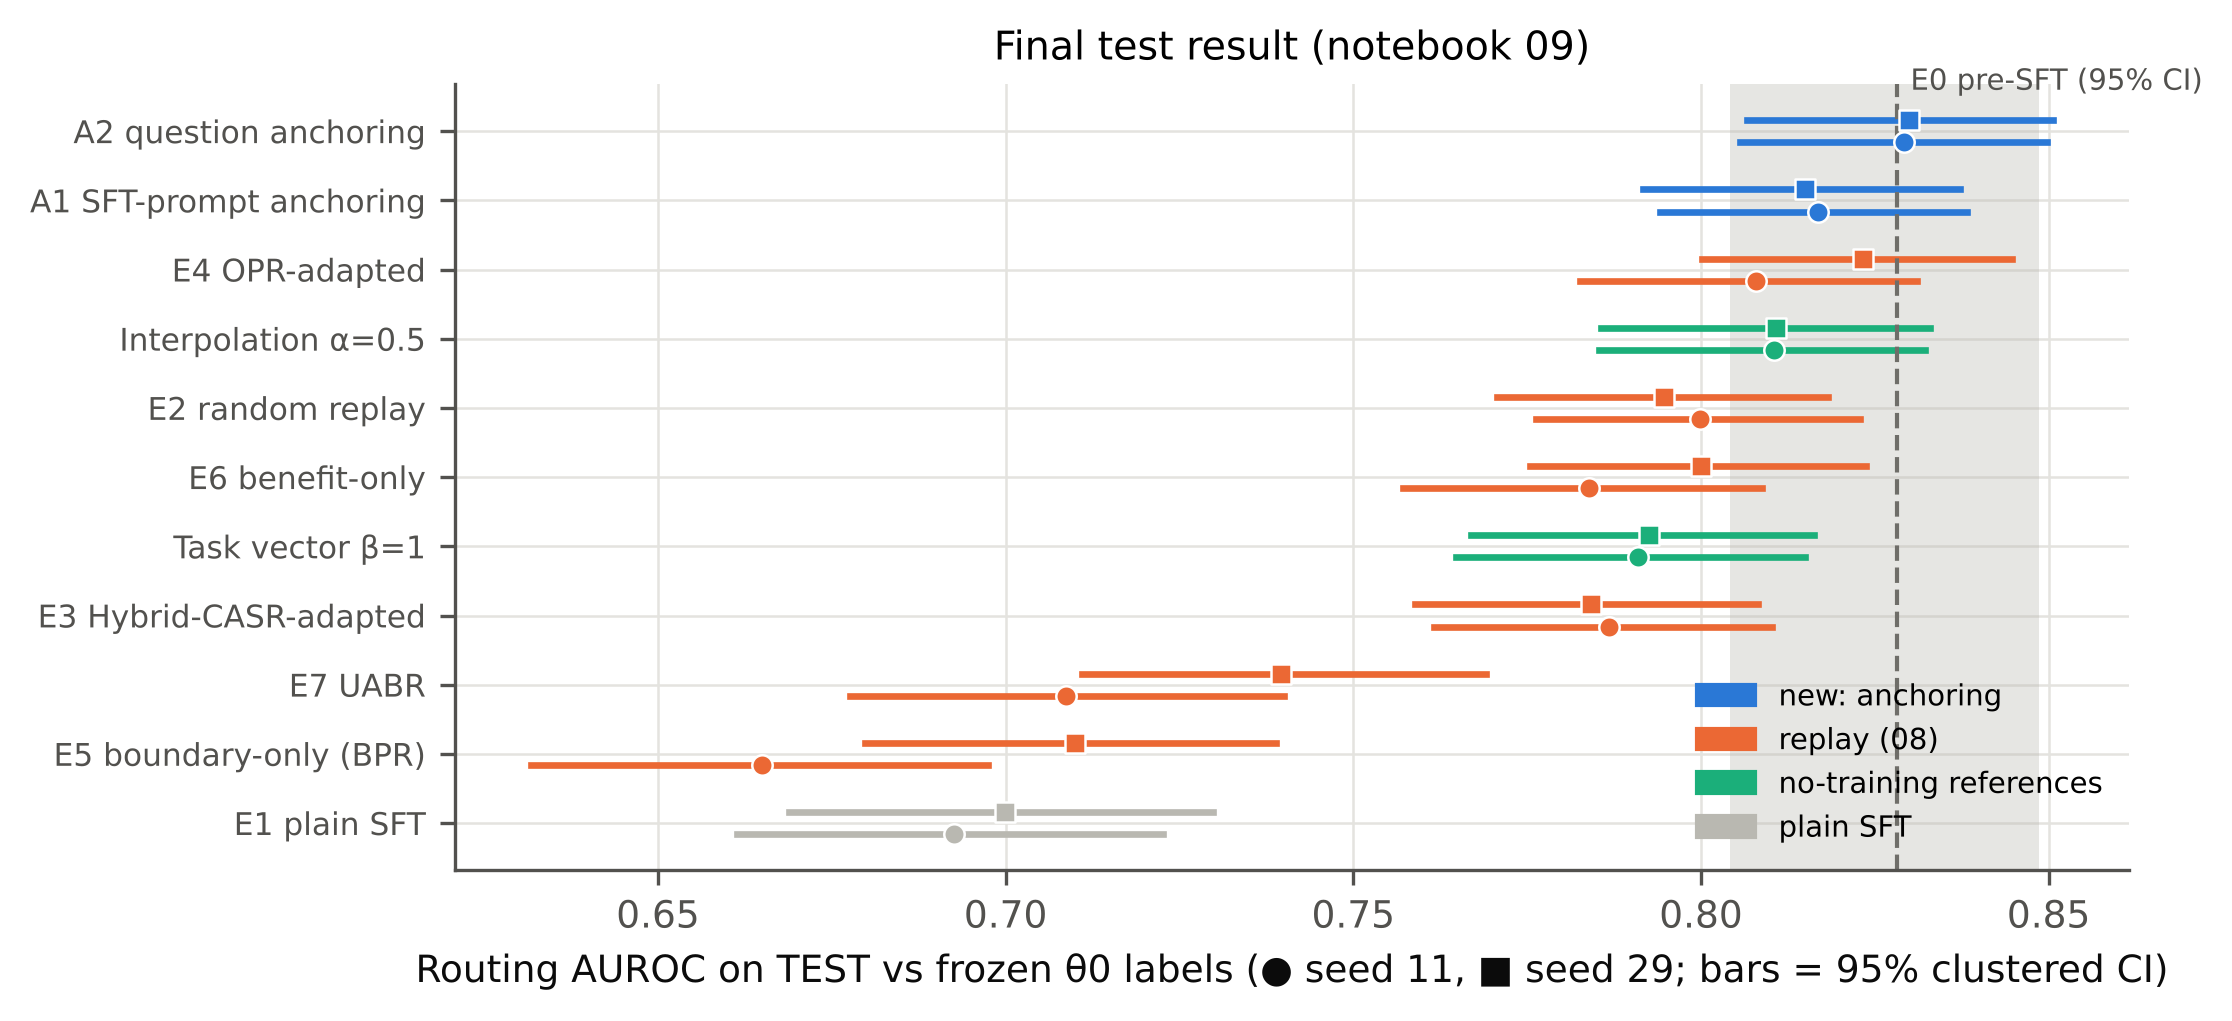 Final test result (notebook 09)
E0 pre-SFT (95% CI)
A2 question anchoring
A1 SFT-prompt anchoring
E4 OPR-adapted
Interpolation α=0.5
E2 random replay
E6 benefit-only
Task vector β=1
E3 Hybrid-CASR-adapted
E7 UABR
E5 boundary-only (BPR)
E1 plain SFT
new: anchoring
replay (08)
no-training references
plain SFT
0.65 0.70 0.75 0.80 0.85
Routing AUROC on TEST vs frozen θ0 labels (● seed 11, ■ seed 29; bars = 95% clustered CI)